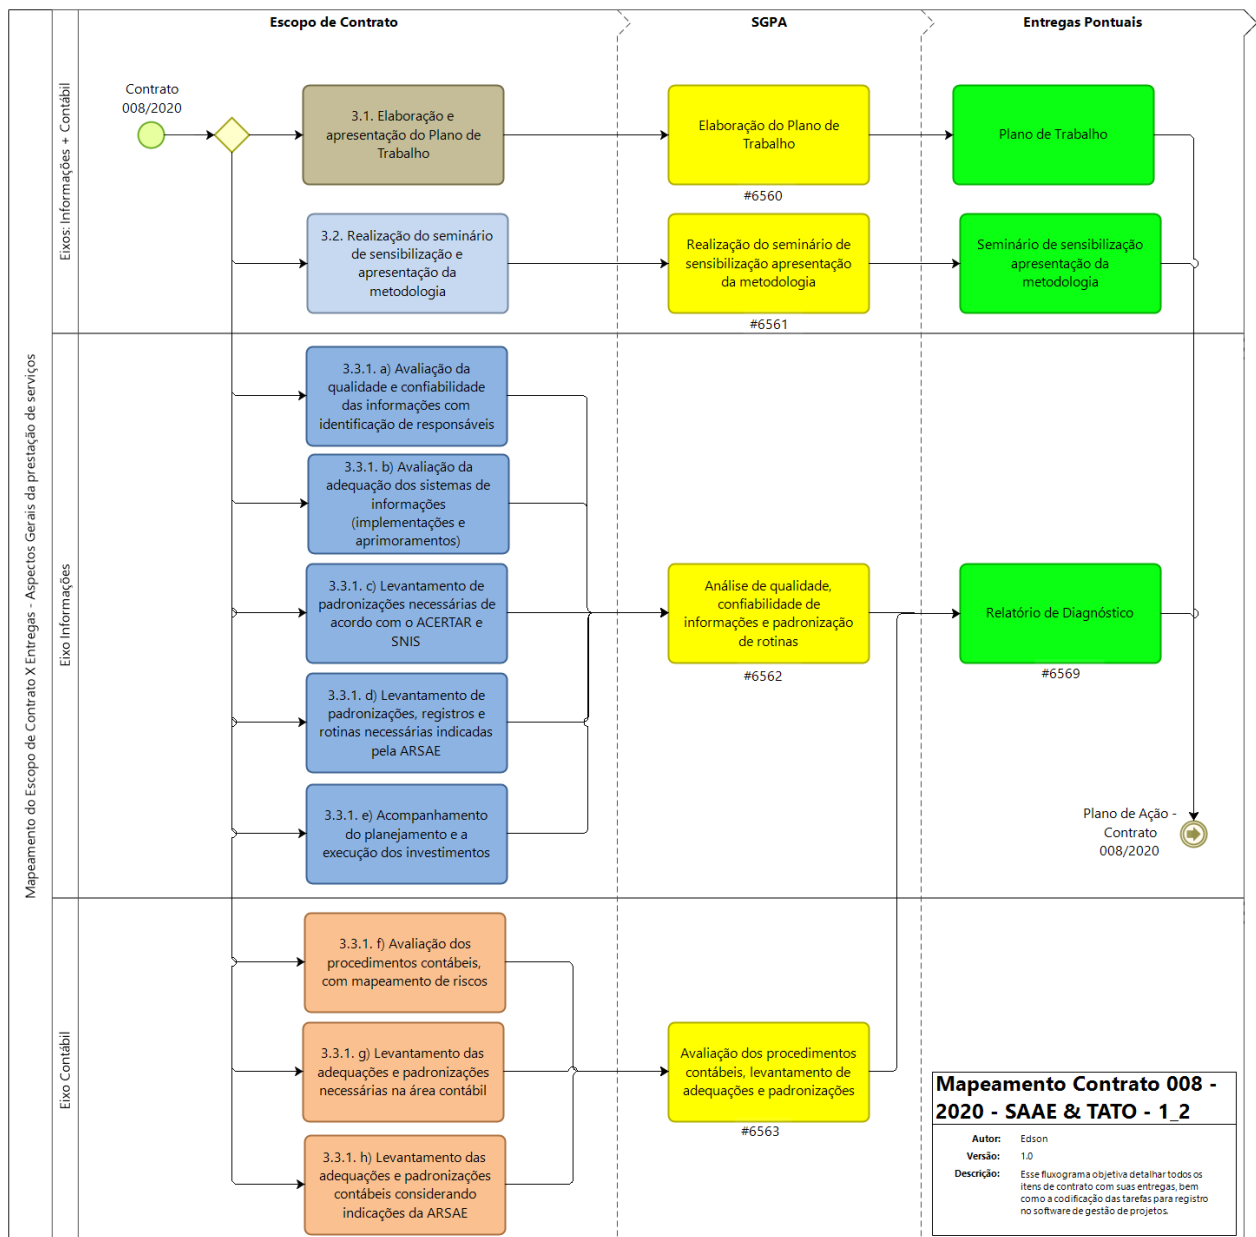 Escopo de Contrato
SGPA
Entregas Pontuais
Mapeamento do Escopo de Contrato X Entregas - Aspectos Gerais da prestação de serviços
Eixos: Informações + Contábil
Contrato
008/2020
3.1. Elaboração e
apresentação do Plano de
Trabalho
Elaboração do Plano de
Trabalho
#6560
Plano de Trabalho
3.2. Realização do seminário
de sensibilização e
apresentação da
metodologia
Realização do seminário de
sensibilização apresentação
da metodologia
#6561
Seminário de sensibilização
apresentação da
metodologia
Eixo Informações
3.3.1. a) Avaliação da
qualidade e confiabilidade
das informações com
identificação de responsáveis
3.3.1. b) Avaliação da
adequação dos sistemas de
informações
(implementações e
aprimoramentos)
3.3.1. c) Levantamento de
padronizações necessárias de
acordo com o ACERTAR e
SNIS
3.3.1. d) Levantamento de
padronizações, registros e
rotinas necessárias indicadas
pela ARSAE
3.3.1. e) Acompanhamento
do planejamento e a
execução dos investimentos
Análise de qualidade,
confiabilidade de
informações e padronização
de rotinas
#6562
Relatório de Diagnóstico
#6569
Plano de Ação -
Contrato
008/2020
Eixo Contábil
3.3.1. f) Avaliação dos
procedimentos contábeis,
com mapeamento de riscos
3.3.1. g) Levantamento das
adequações e padronizações
necessárias na área contábil
3.3.1. h) Levantamento das
adequações e padronizações
contábeis considerando
indicações da ARSAE
Avaliação dos procedimentos
contábeis, levantamento de
adequações e padronizações
#6563
Mapeamento Contrato 008 -
2020 - SAAE & TATO - 1_2
Autor: Edson
Versão: 1.0
Descrição: Esse fluxograma objetiva detalhar todos os
itens de contrato com suas entregas, bem
como a codificação das tarefas para registro
no software de gestão de projetos.